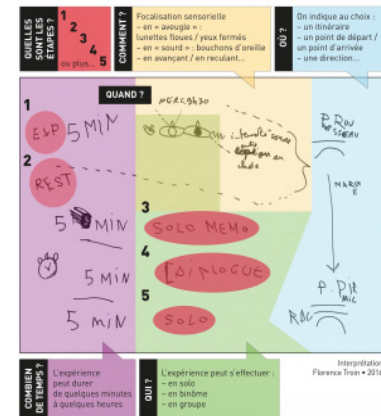 QUELLES
SONT LES
ÉTAPES ?
1
2
3
4
5
ou plus...
COMMENT ?
Focalisation sensorielle
– en « aveugle » :
lunettes floues / yeux fermés
– en « sourd » : bouchons d'oreille
– en avançant / en reculant...
OÙ ?
On indique au choix :
– un itinéraire
– un point de départ /
un point d'arrivée
– une direction...
QUAND ?
MERC 9h30
1
EXP 5 MIN
2
REST
5 MIN
3
SOLO MEMO
4
DIALOGUE
5 MIN
5
SOLO
5 MIN
COMBIEN
DE TEMPS ?
L'expérience
peut durer
de quelques minutes
à quelques heures
QUI ?
L'expérience peut s'effectuer :
– en solo
– en binôme
– en groupe
Interprétation
Florence Troin • 2016